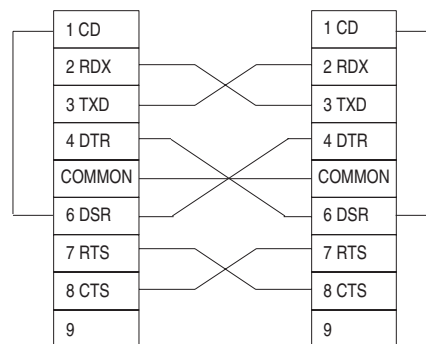 1 CD
2 RDX
3 TXD
4 DTR
COMMON
6 DSR
7 RTS
8 CTS
9
1 CD
2 RDX
3 TXD
4 DTR
COMMON
6 DSR
7 RTS
8 CTS
9